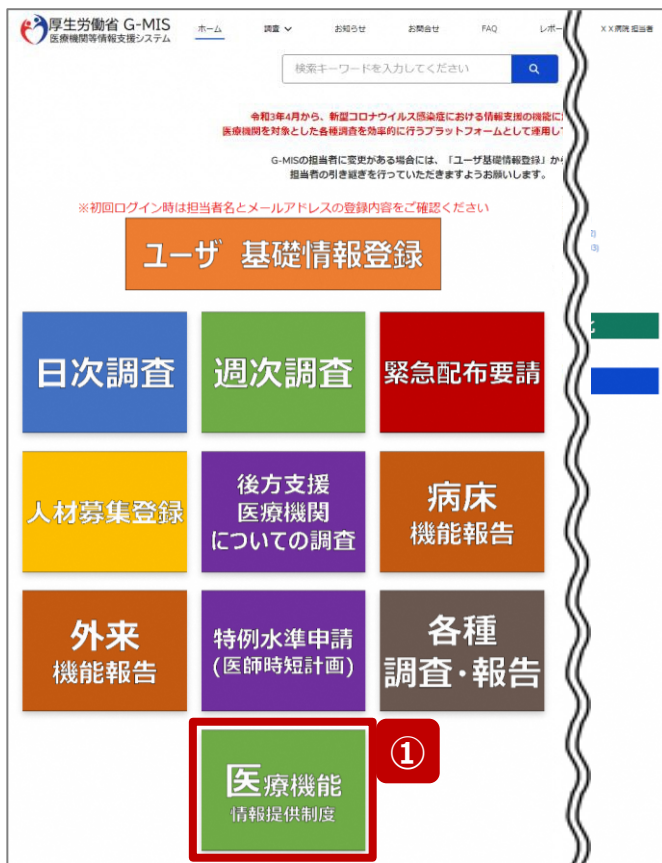 厚生労働省 G-MIS
医療機関等情報支援システム
ホーム 調査 お知らせ お問合せ FAQ レポー XX病院 担当者
検索キーワードを入力してください
令和3年4月から、新型コロナウイルス感染症における情報支援の機能に
医療機関を対象とした各種調査を効率的に行うプラットフォームとして運用し
G-MISの担当者に変更がある場合には、「ユーザ基礎情報登録」か
担当者の引き継ぎを行っていただきますようお願いします。
※初回ログイン時は担当者名とメールアドレスの登録内容をご確認ください
ユーザ 基礎情報登録
日次調査
週次調査
緊急配布要請
人材募集登録
後方支援
医療機関
についての調査
病床
機能報告
外来
機能報告
特例水準申請
(医師時短計画)
各種
調査・報告
医療機能
情報提供制度
①